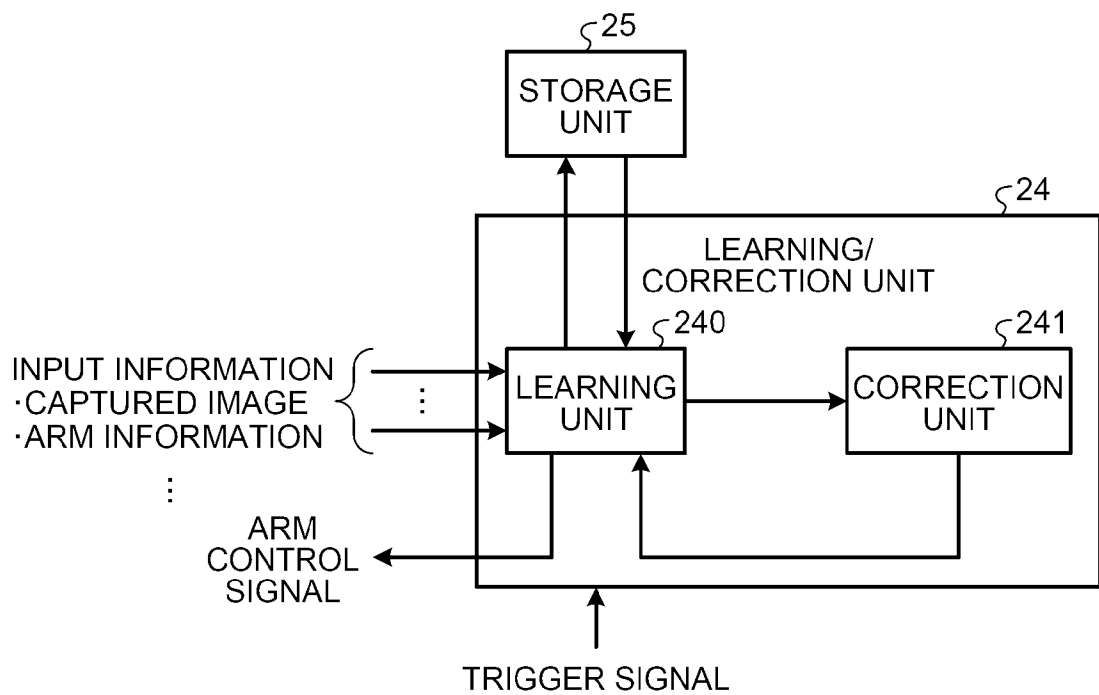 25
STORAGE
UNIT
24
LEARNING/
CORRECTION UNIT
240
241
INPUT INFORMATION
·CAPTURED IMAGE
·ARM INFORMATION
⋮
⋮
LEARNING
UNIT
CORRECTION
UNIT
ARM
CONTROL
SIGNAL
TRIGGER SIGNAL